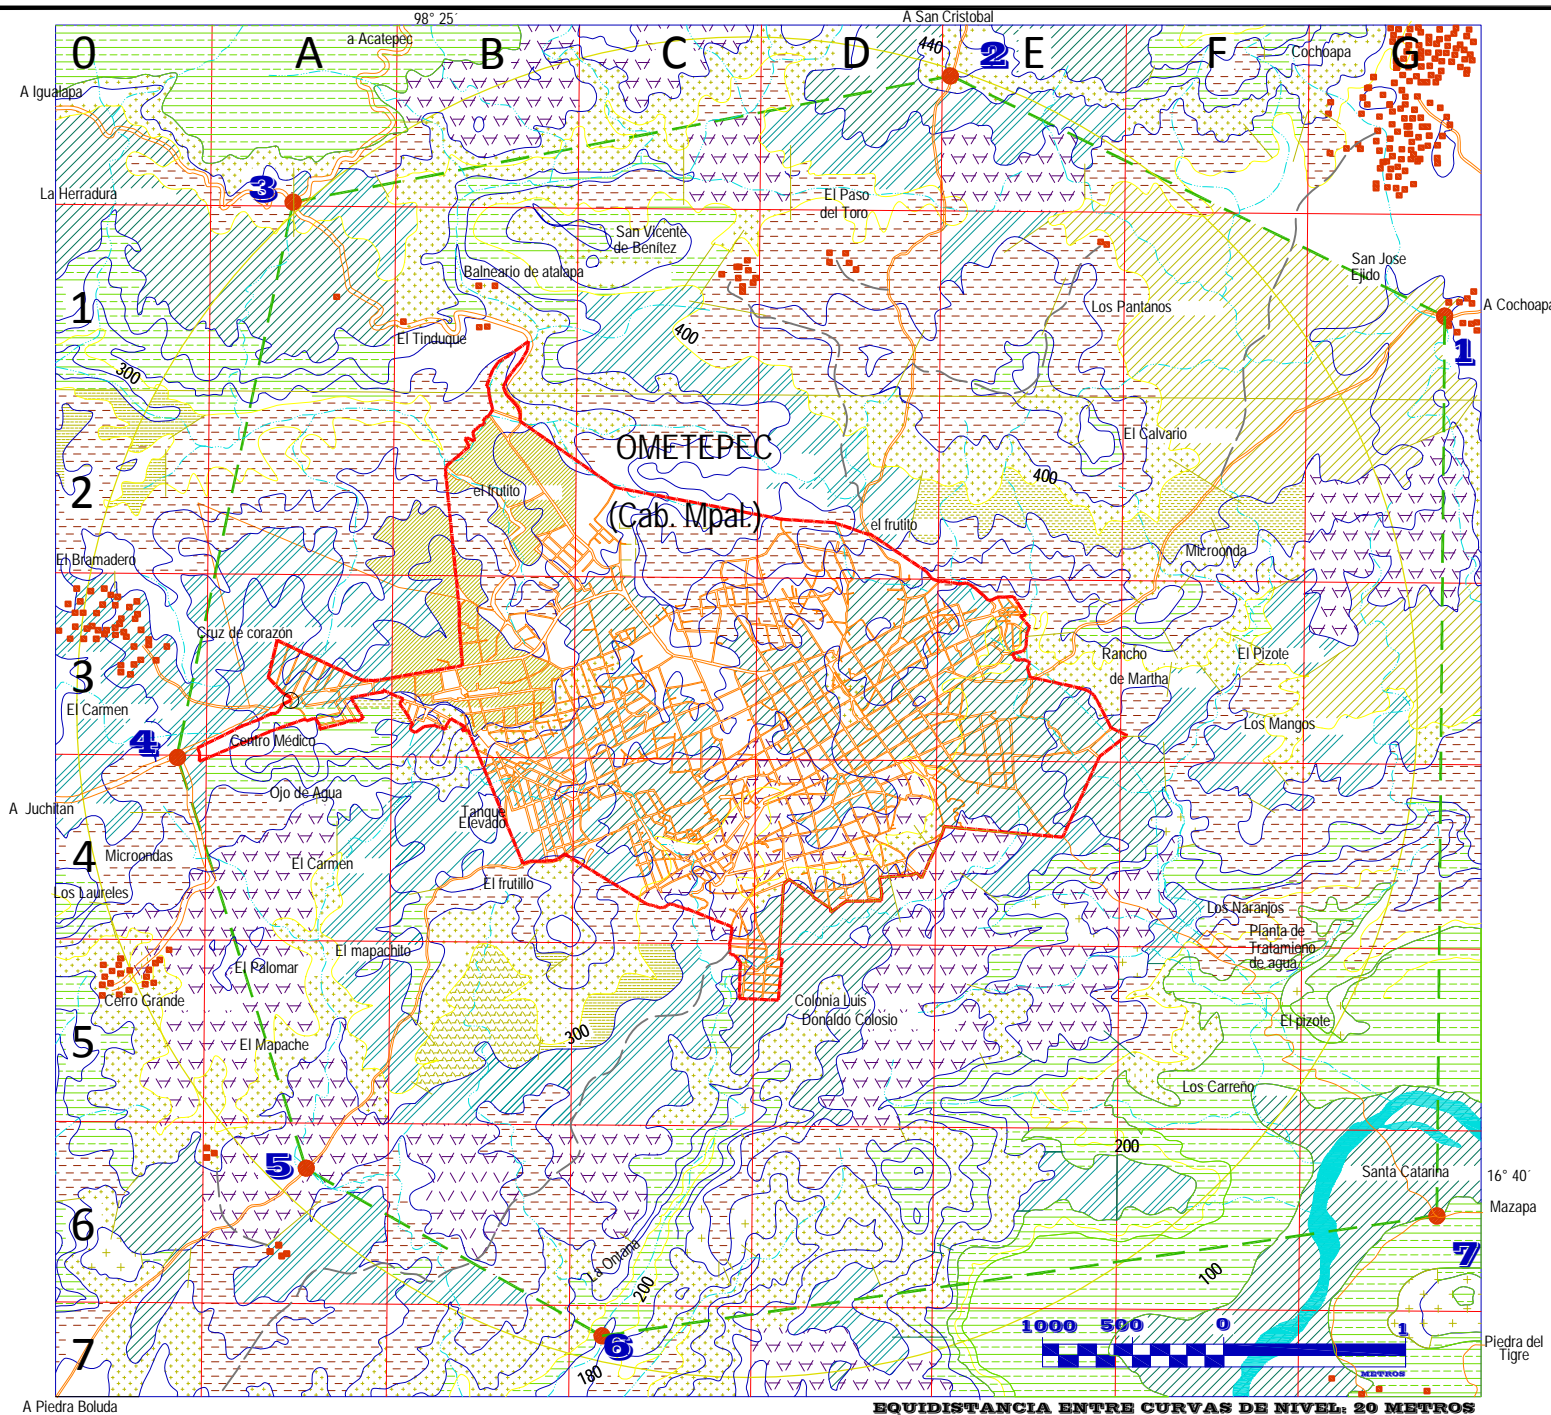 98° 25´
A San Cristobal
0
A
B
C
D
E
F
G
a Acatepec
440
2
Cochoapa
A Igualapa
La Herradura
3
El Paso
del Toro
San Vicente
de Benítez
San Jose
Ejido
Balneario de atalapa
1
Los Pantanos
A Cochoapa
El Tinduque
400
1
300
El Calvario
OMETEPEC
2
el frutito
400
(Cab. Mpal.)
el frutito
El Bramadero
Microonda
Cruz de corazón
Rancho
de Martha
El Pizote
3
El Carmen
Los Mangos
4
Centro Médico
Ojo de Agua
A Juchitan
Tanque
Elevado
4
Microondas
El Carmen
Los Laureles
El frutillo
Los Naranjos
Planta de
Tratamieno
de agua
El mapachito
El Palomar
Cerro Grande
Colonia Luis
Donaldo Colosio
El pizote
5
El Mapache
300
Los Carreño
200
5
Santa Catarina
16° 40´
Mazapa
6
7
100
200
1000
500
0
1
6
7
Piedra del
Tigre
180
METROS
A Piedra Boluda
EQUIDISTANCIA ENTRE CURVAS DE NIVEL: 20 METROS